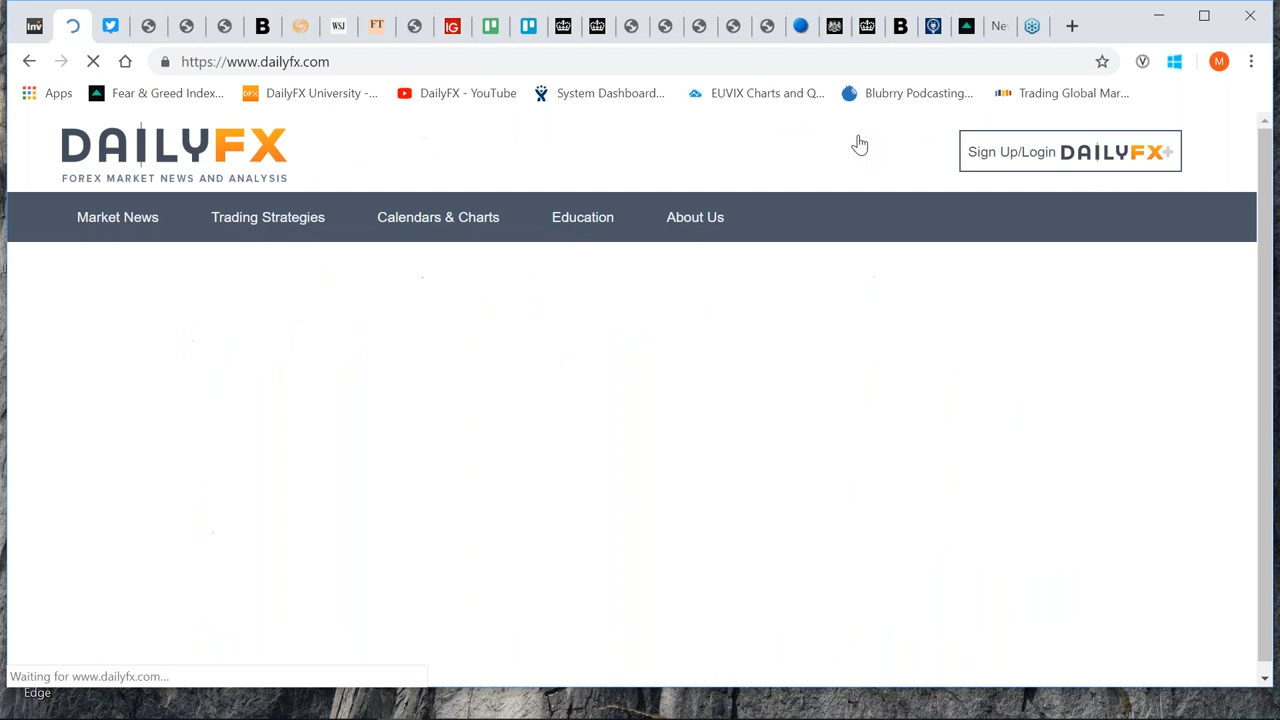 Inv
B
WSJ
FT
IG
B
Ne
https://www.dailyfx.com
M
Apps
Fear & Greed Index...
DFX
DailyFX University -...
DailyFX - YouTube
System Dashboard...
EUVIX Charts and Q...
Blubrry Podcasting...
Trading Global Mar...
DAILYFX
FOREX MARKET NEWS AND ANALYSIS
Sign Up/Login DAILYFX+
Market News
Trading Strategies
Calendars & Charts
Education
About Us
Waiting for www.dailyfx.com...
Edge